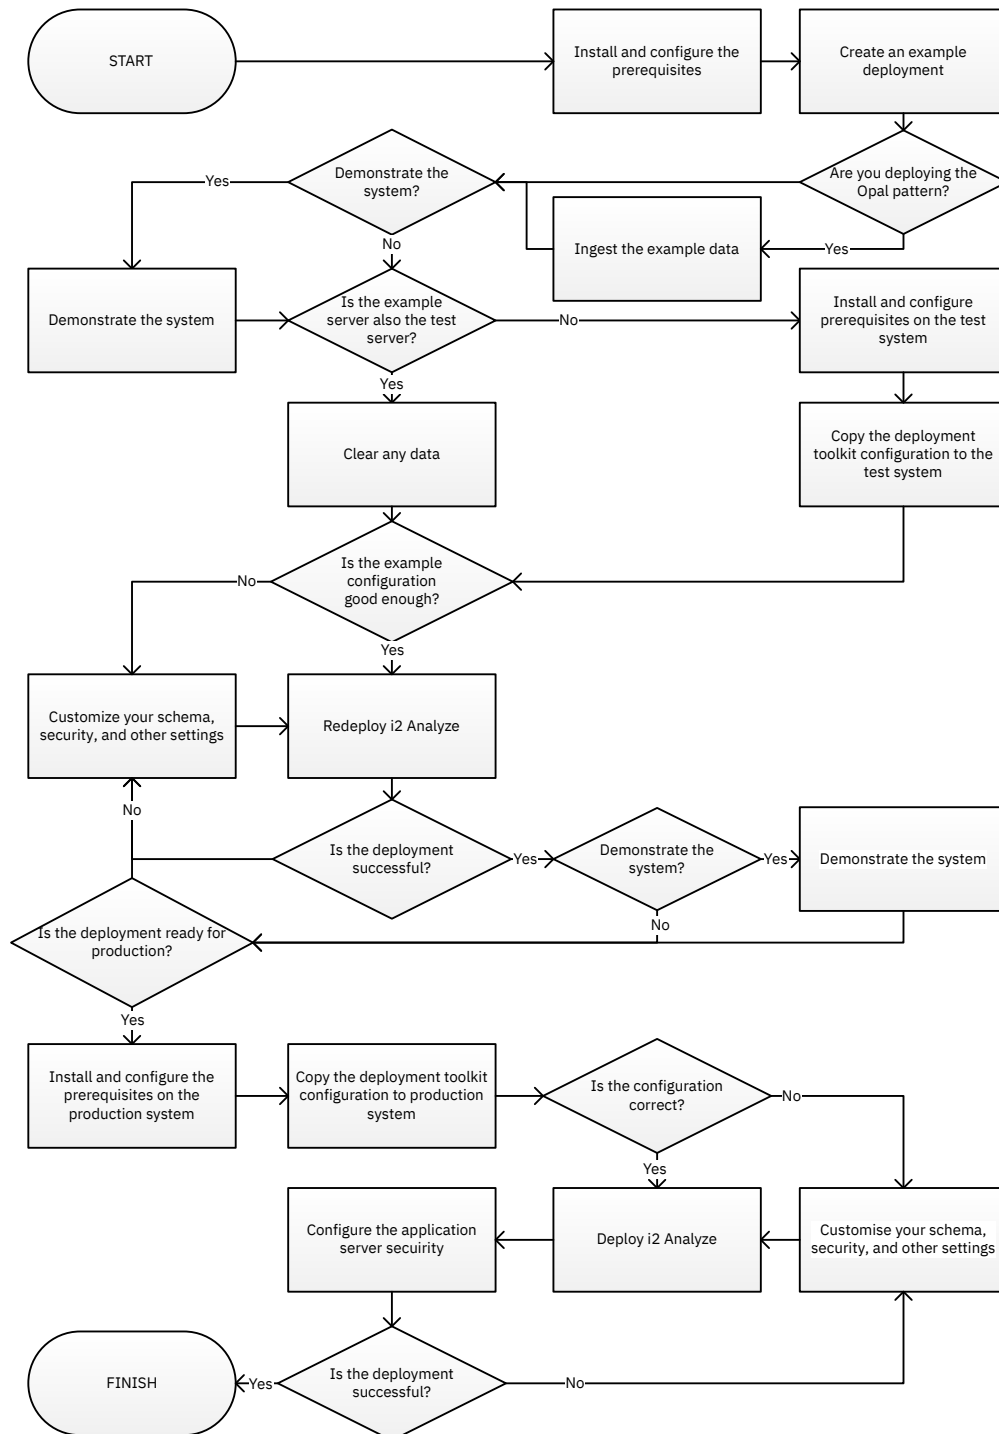 START
Install and configure the
prerequisites
Create an example
deployment
Demonstrate the
system?
Are you deploying the
Opal pattern?
Yes
No
Ingest the example data
Yes
Demonstrate the system
Is the example
server also the test
server?
No
Install and configure
prerequisites on the test
system
Yes
Clear any data
Copy the deployment
toolkit configuration to the
test system
Is the example
configuration
good enough?
No
Yes
Customize your schema,
security, and other settings
Redeploy i2 Analyze
No
Is the deployment
successful?
Yes
Demonstrate the
system?
Yes
Demonstrate the system
No
Is the deployment ready for
production?
Yes
Install and configure the
prerequisites on the
production system
Copy the deployment toolkit
configuration to production
system
Is the configuration
correct?
No
Yes
Configure the application
server secuirity
Deploy i2 Analyze
Customise your schema,
security, and other settings
FINISH
Yes
Is the deployment
successful?
No